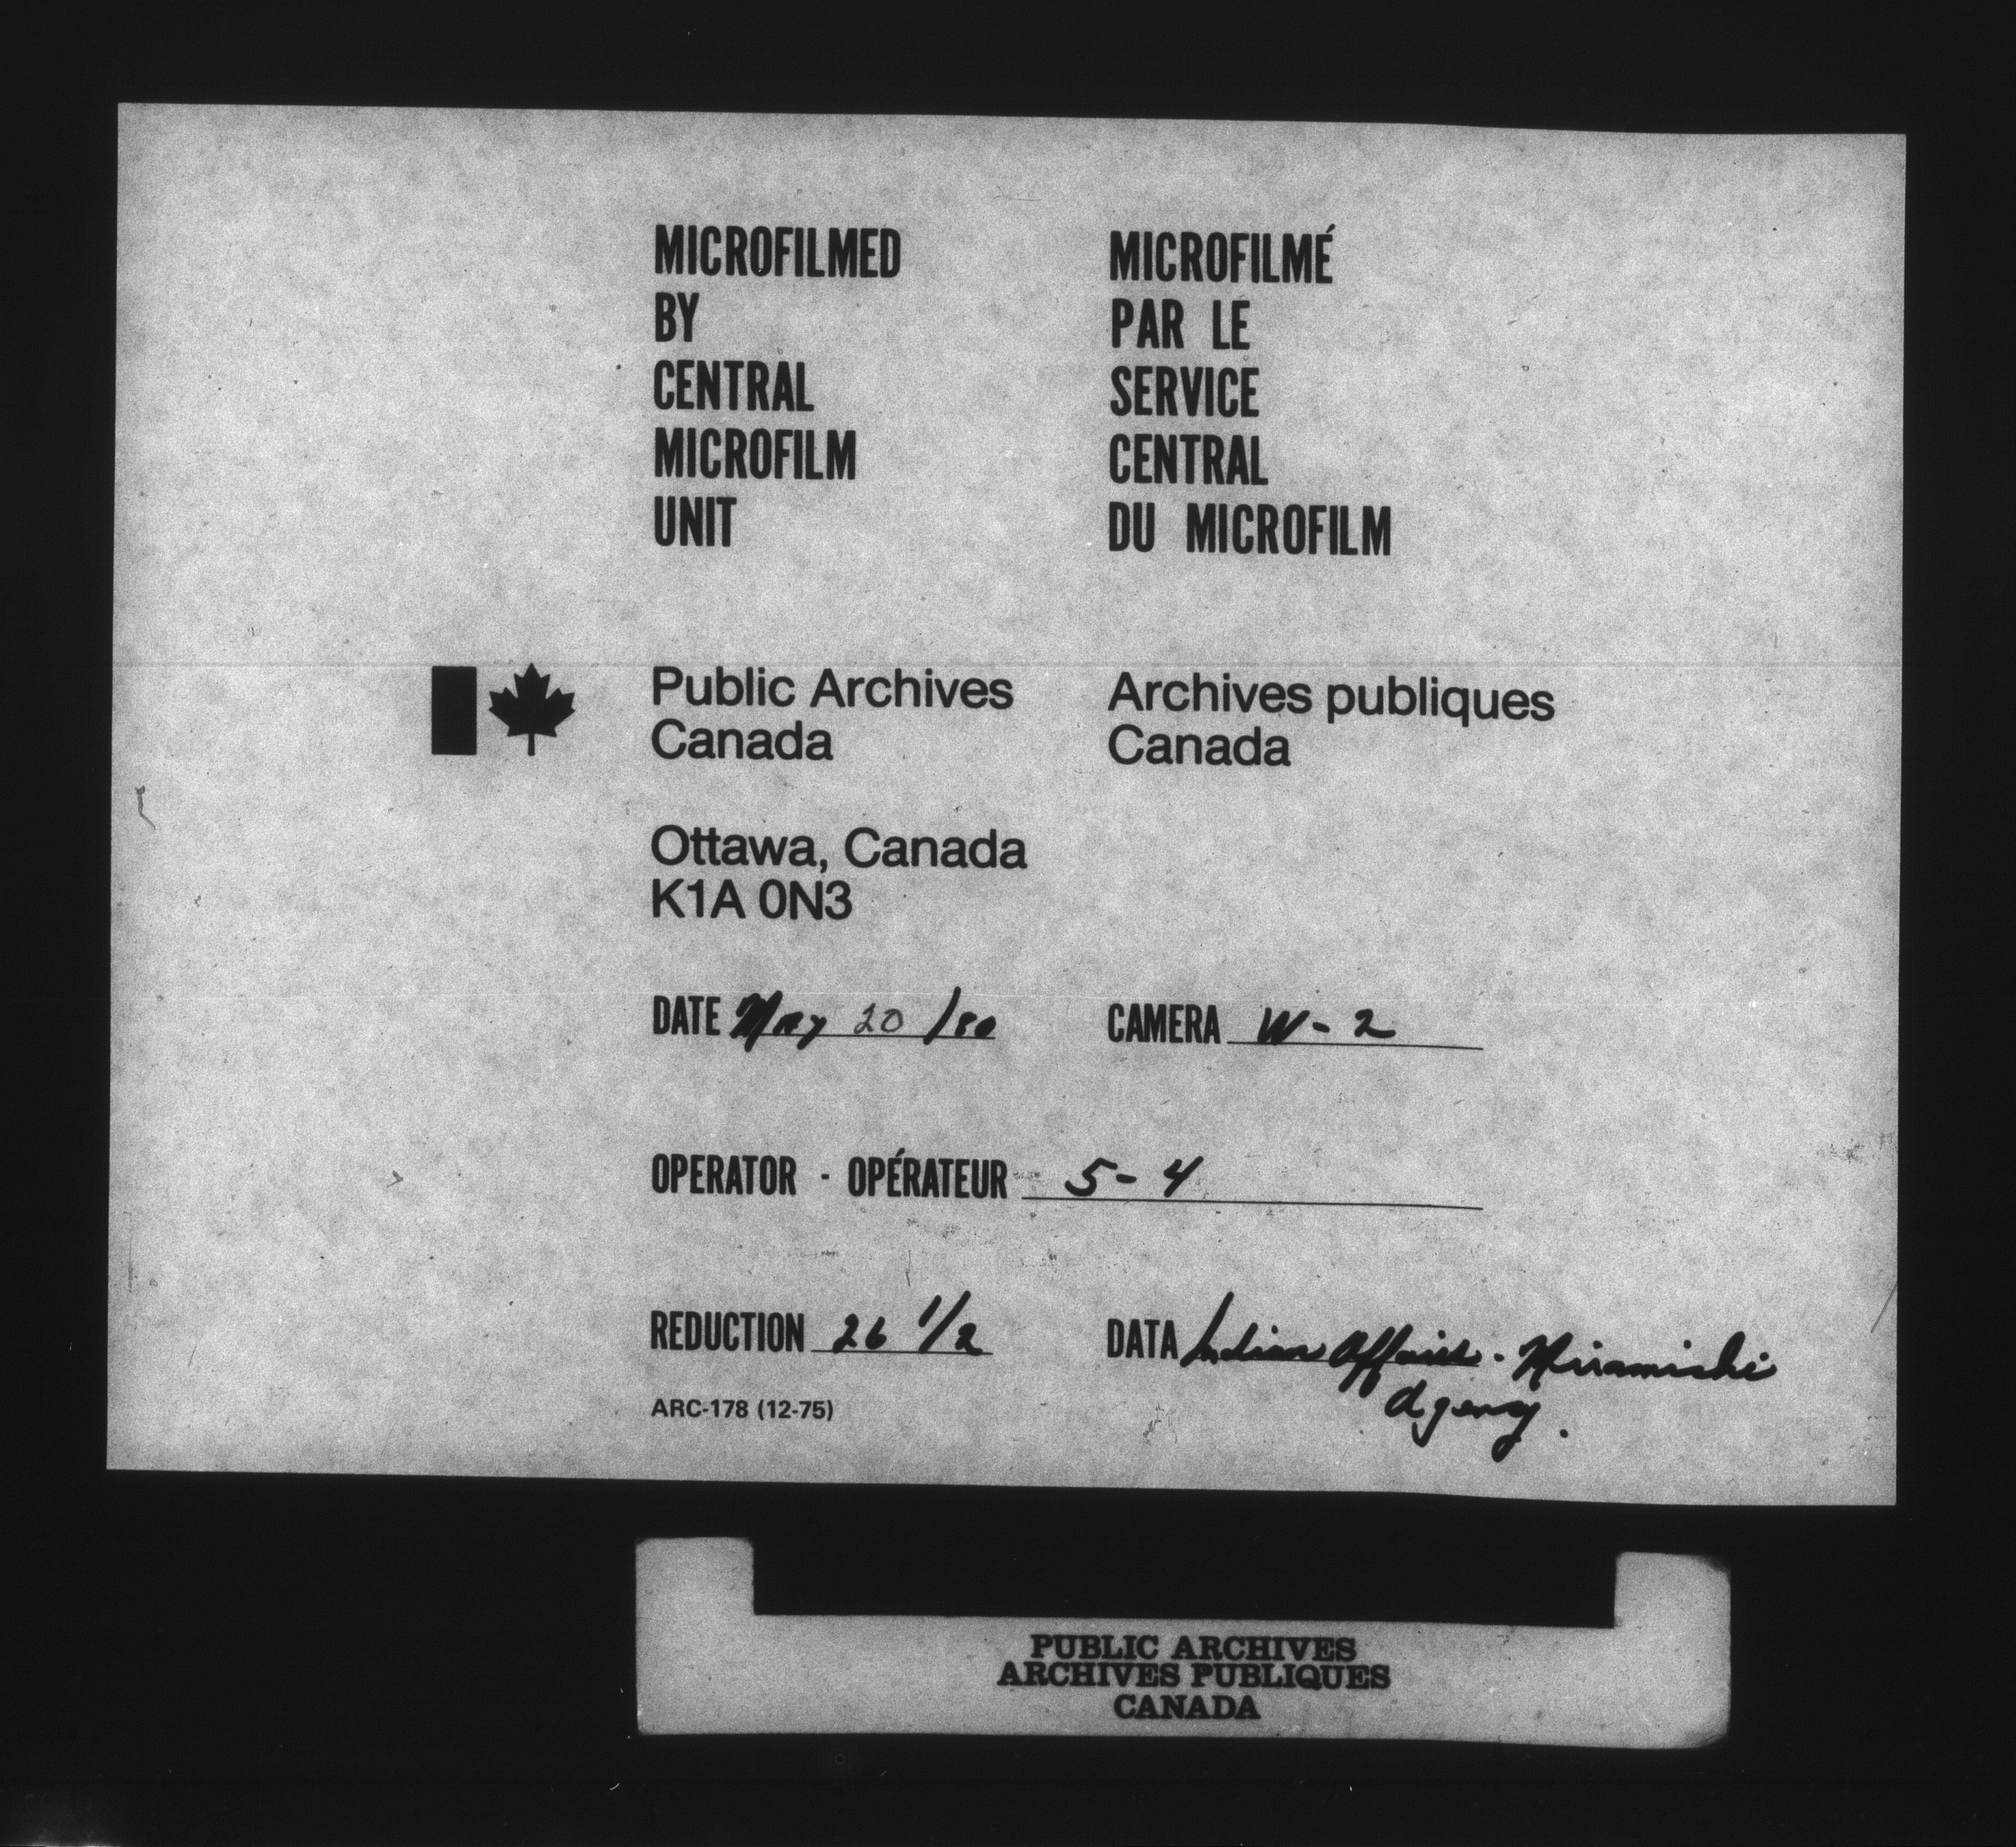 MICROFILMED
BY
CENTRAL
MICROFILM
UNIT
MICROFILMÉ
PAR LE
SERVICE
CENTRAL
DU MICROFILM
Public Archives
Canada
Archives publiques
Canada
Ottawa, Canada
K1A 0N3
DATE May 20/80
CAMERA W-2
OPERATOR - OPÉRATEUR 5-4
REDUCTION 26 1/2
DATA Indian Affairs. Miramichi
Agency.
ARC-178 (12-75)
PUBLIC ARCHIVES
ARCHIVES PUBLIQUES
CANADA